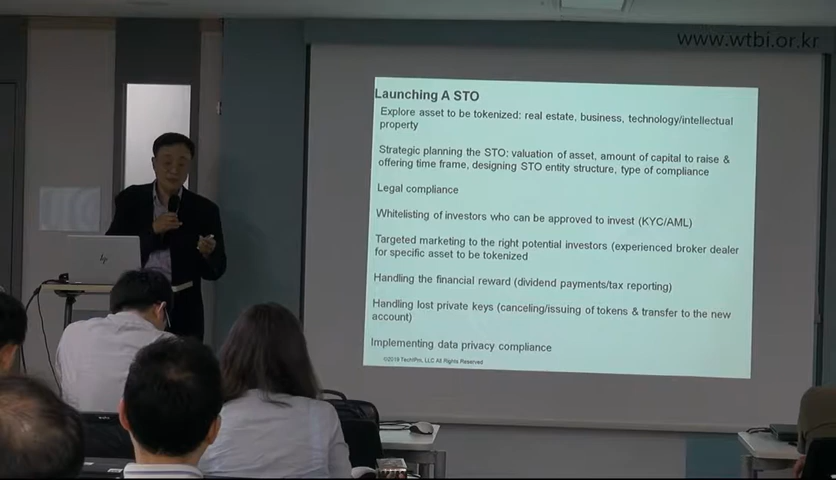 www.wtbi.or.kr
Launching A STO
Explore asset to be tokenized: real estate, business, technology/intellectual
property
Strategic planning the STO: valuation of asset, amount of capital to raise &
offering time frame, designing STO entity structure, type of compliance
Legal compliance
Whitelisting of investors who can be approved to invest (KYC/AML)
Targeted marketing to the right potential investors (experienced broker dealer
for specific asset to be tokenized
Handling the financial reward (dividend payments/tax reporting)
Handling lost private keys (canceling/issuing of tokens & transfer to the new
account)
Implementing data privacy compliance
©2019 TechIPm, LLC All Rights Reserved
hp